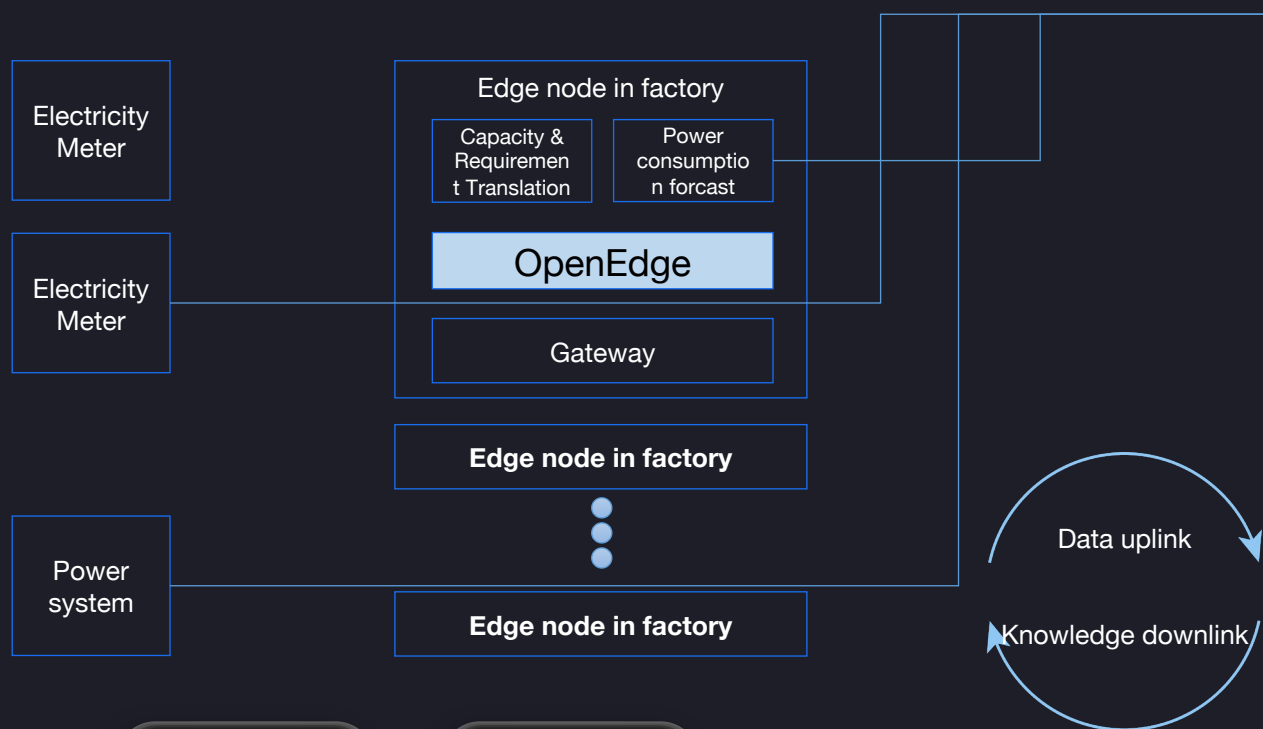 Electricity
Meter
Electricity
Meter
Power
system
Edge node in factory
Capacity &
Requiremen
t Translation
Power
consumptio
n forcast
OpenEdge
Gateway
Edge node in factory
Edge node in factory
Data uplink
Knowledge downlink